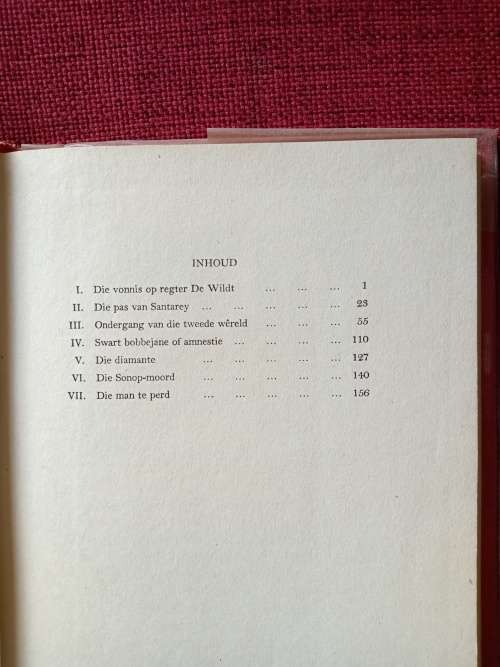 INHOUD
I. Die vonnis op regter De Wildt ... ... ... 1
II. Die pas van Santarey ... ... ... ... ... 23
III. Ondergang van die tweede wêreld ... ... ... 55
IV. Swart bobbejane of amnestie ... ... ... ... 110
V. Die diamante ... ... ... ... ... 127
VI. Die Sonop-moord ... ... ... ... ... 140
VII. Die man te perd ... ... ... ... ... 156